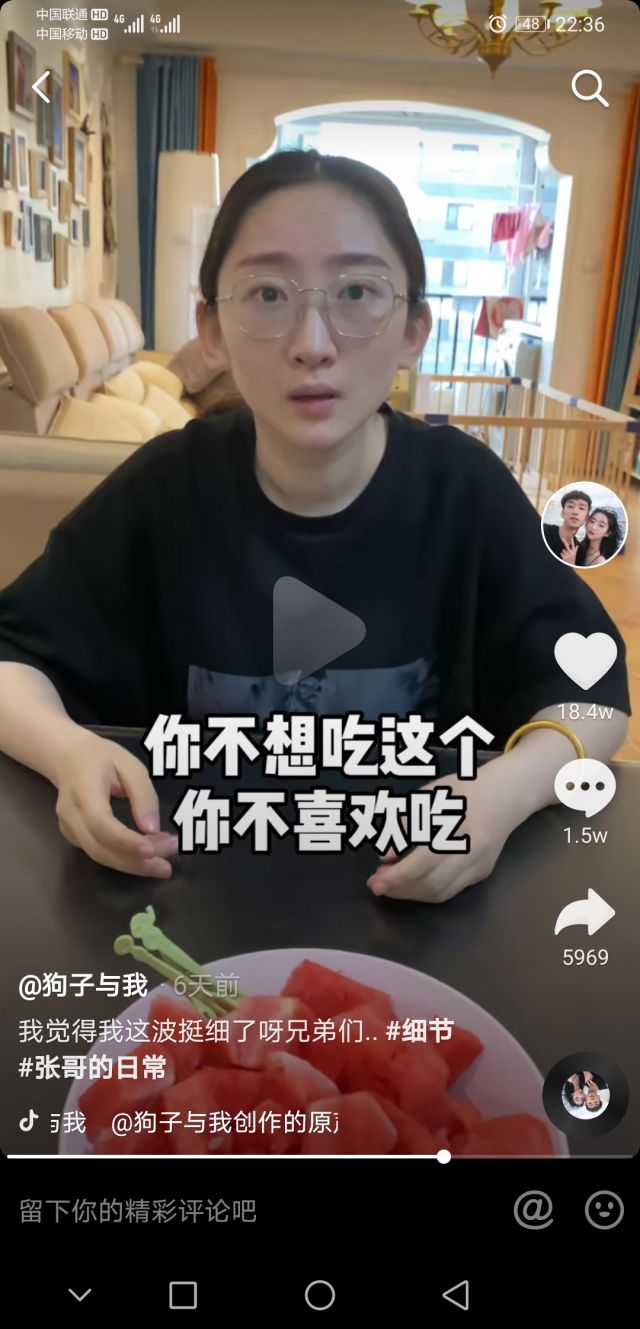 中国联通 HD 4G 4G 48 22:36
中国移动 HD
18.4w
你不想吃这个
你不喜欢吃
1.5w
5969
@狗子与我 · 6天前
我觉得我这波挺细了呀兄弟们.. #细节
#张哥的日常
与我 @狗子与我创作的原
留下你的精彩评论吧
@